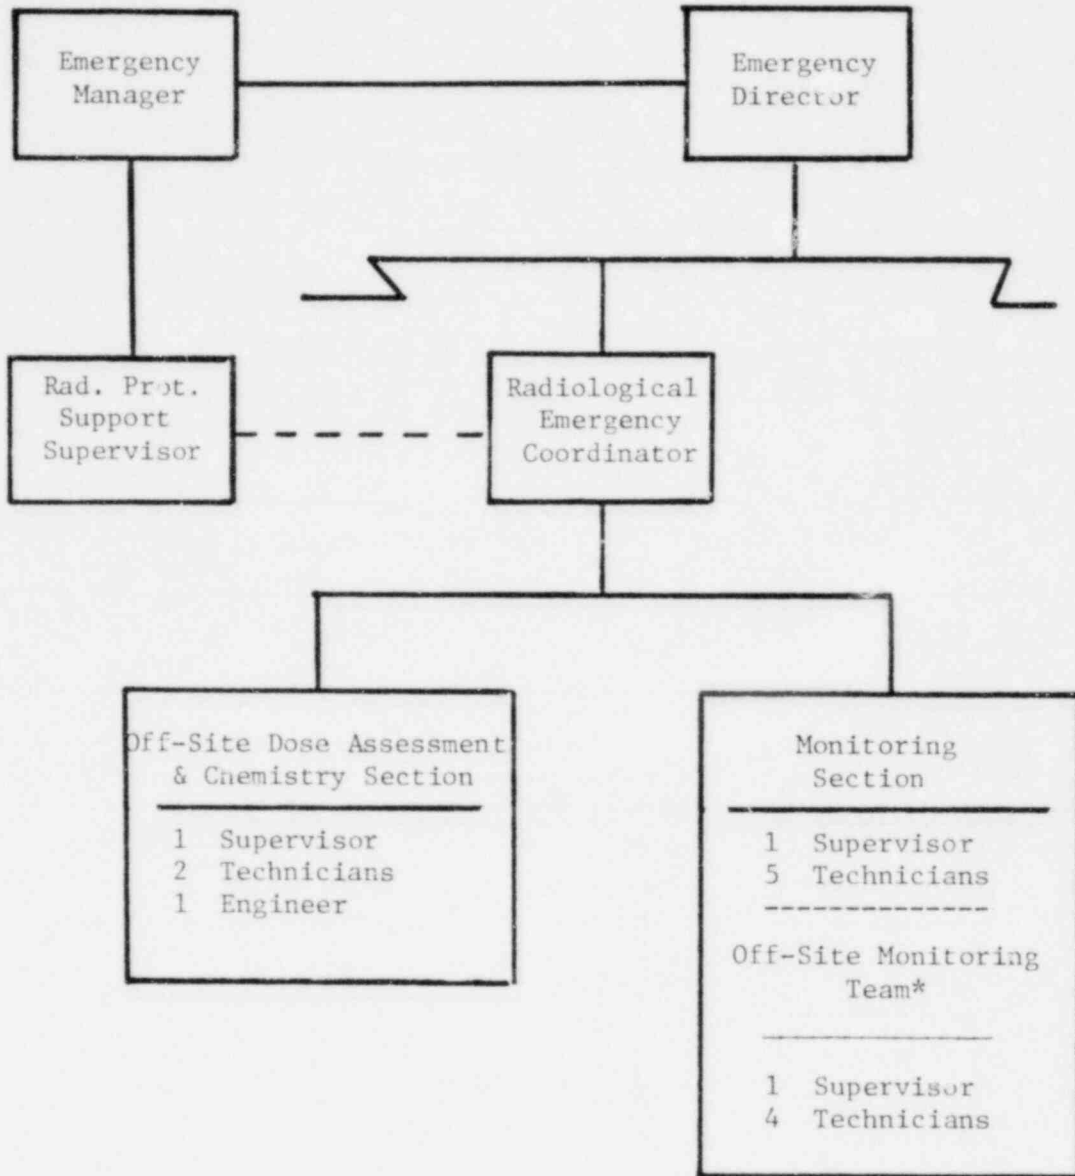 Emergency
Manager
Emergency
Director
Rad. Prot.
Support
Supervisor
Radiological
Emergency
Coordinator
Off-Site Dose Assessment
& Chemistry Section
1 Supervisor
2 Technicians
1 Engineer
Monitoring
Section
1 Supervisor
5 Technicians
Off-Site Monitoring
Team*
1 Supervisor
4 Technicians